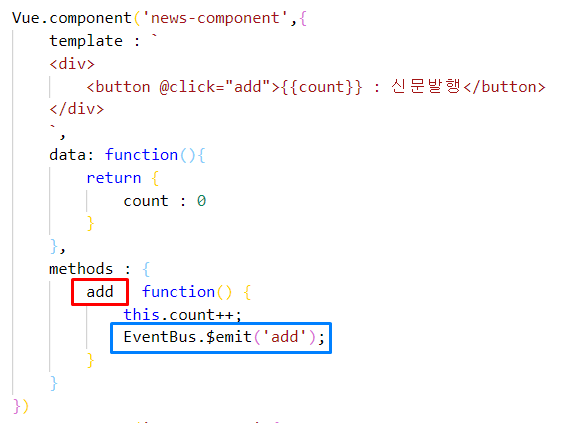 Vue.component('news-component',{
template : `
<div>
<button @click="add">{{count}} : 신문발행</button>
</div>
`,
data: function(){
return {
count : 0
}
},
methods : {
add function() {
this.count++;
EventBus.$emit('add');
}
}
})